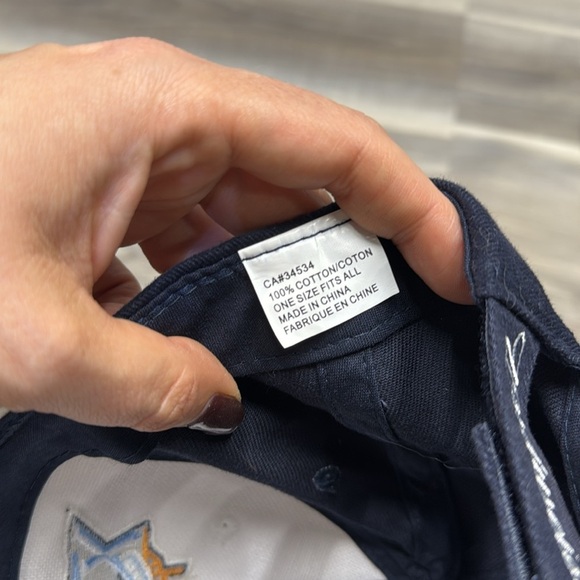 CA#34534
100% COTTON/COTON
ONE SIZE FITS ALL
MADE IN CHINA
FABRIQUE EN CHINE